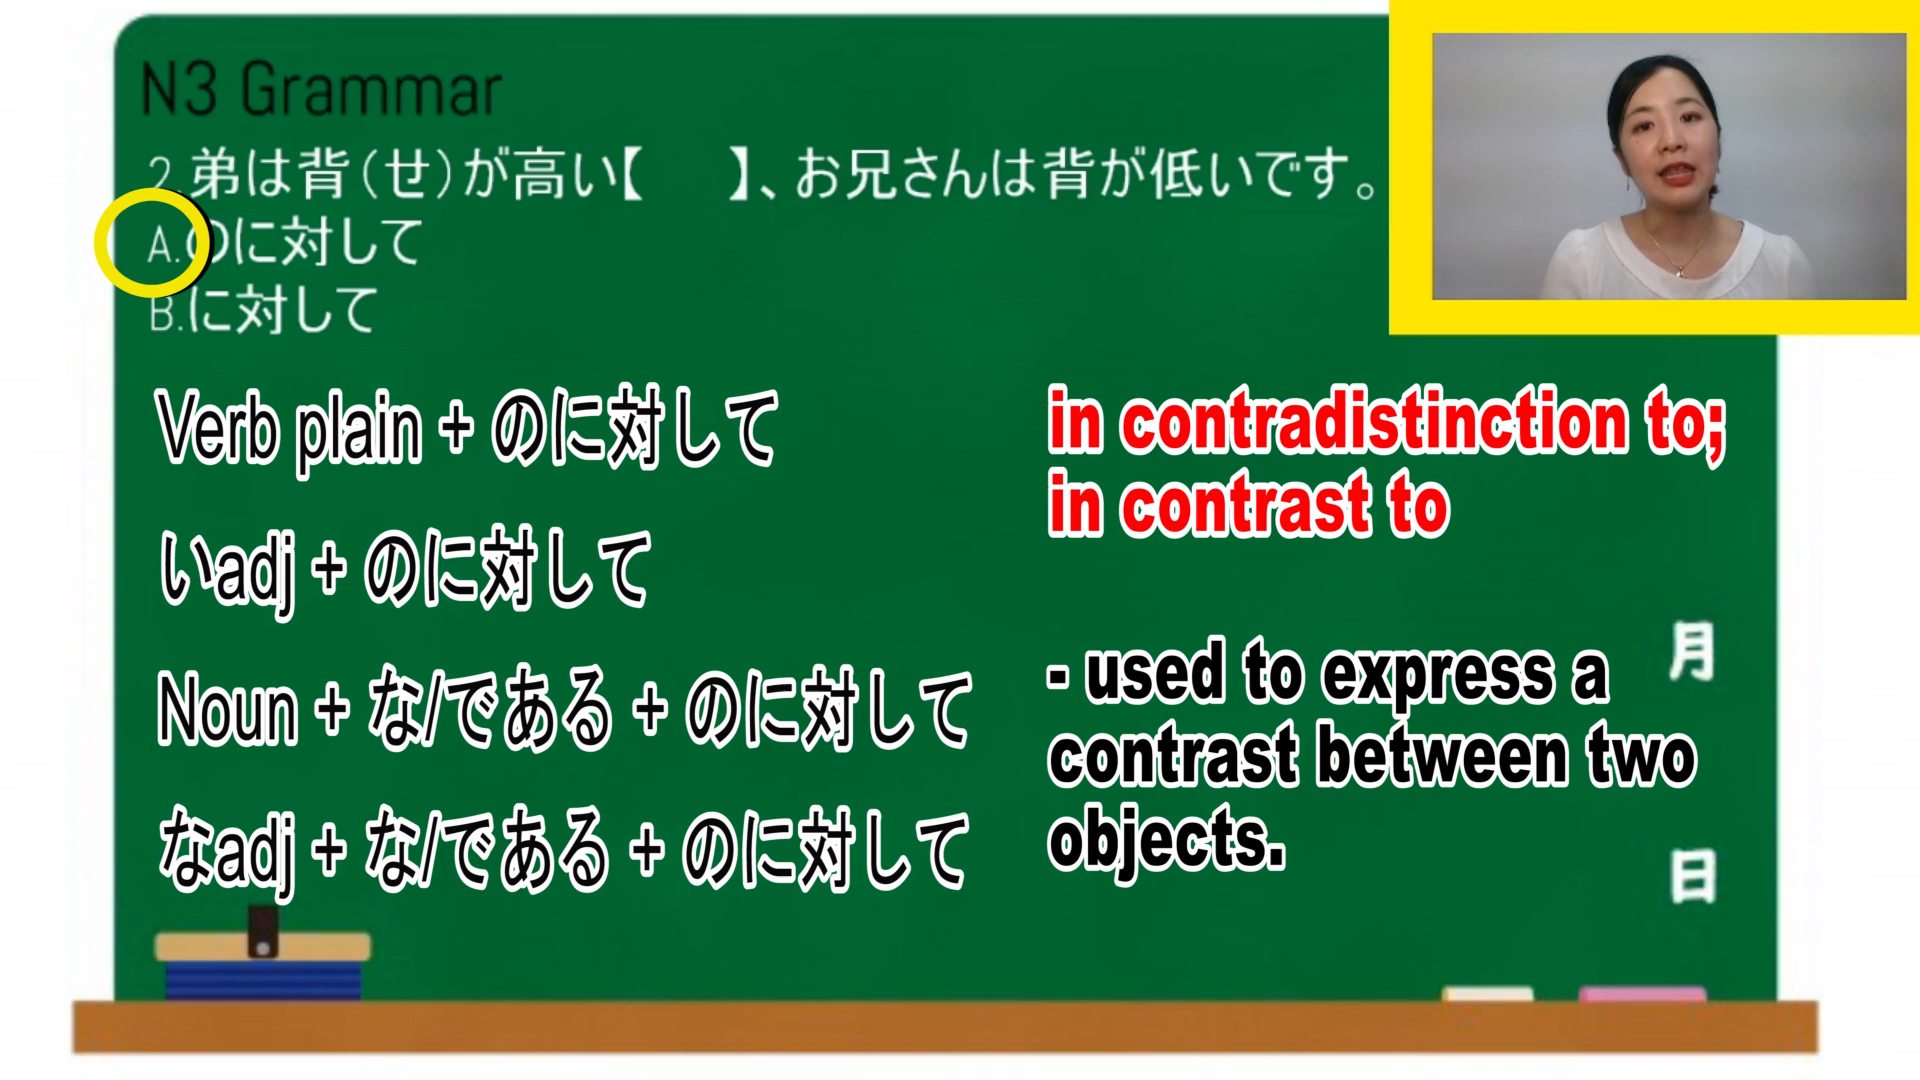 N3 Grammar
2.弟は背(せ)が高い【　　】、お兄さんは背が低いです。
A.のに対して
B.に対して
Verb plain + のに対して
いadj + のに対して
Noun + な/である + のに対して
なadj + な/である + のに対して
in contradistinction to;
in contrast to
- used to express a
contrast between two
objects.
月
日